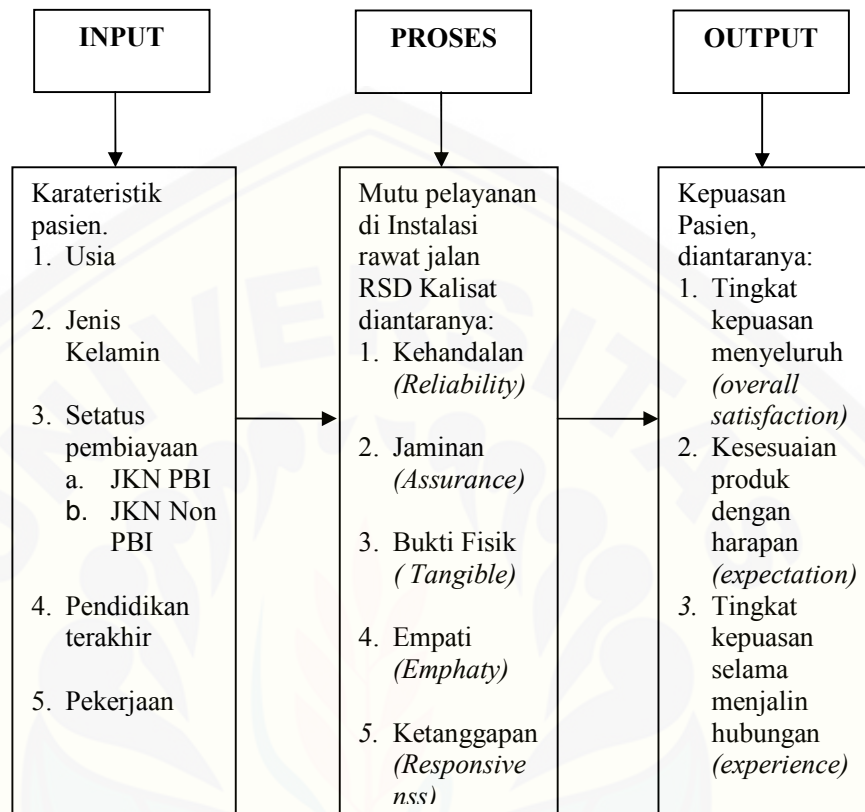 INPUT
Karateristik
pasien.
1. Usia
2. Jenis
Kelamin
3. Setatus
pembiayaan
a. JKN PBI
b. JKN Non
PBI
4. Pendidikan
terakhir
5. Pekerjaan
PROSES
Mutu pelayanan
di Instalasi
rawat jalan
RSD Kalisat
diantaranya:
1. Kehandalan
(Reliability)
2. Jaminan
(Assurance)
3. Bukti Fisik
( Tangible)
4. Empati
(Emphaty)
5. Ketanggapan
(Responsive
nss)
OUTPUT
Kepuasan
Pasien,
diantaranya:
1. Tingkat
kepuasan
menyeluruh
(overall
satisfaction)
2. Kesesuaian
produk
dengan
harapan
(expectation)
3. Tingkat
kepuasan
selama
menjalin
hubungan
(experience)
UNIVERSITAS